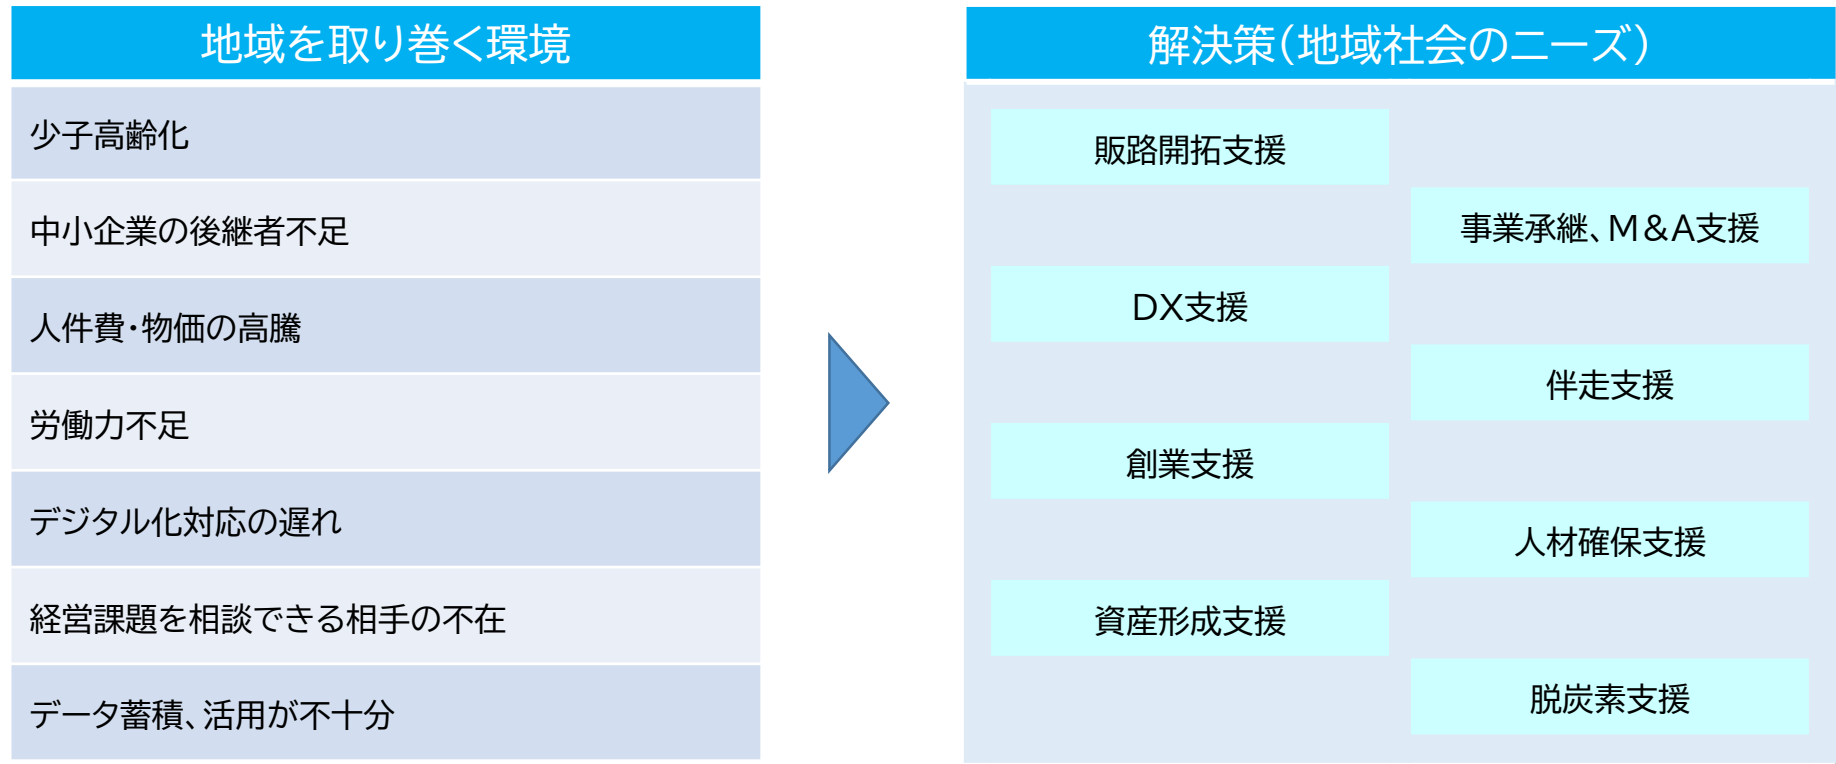 地域を取り巻く環境
少子高齢化
中小企業の後継者不足
人件費・物価の高騰
労働力不足
デジタル化対応の遅れ
経営課題を相談できる相手の不在
データ蓄積、活用が不十分
解決策(地域社会のニーズ)
販路開拓支援
事業承継、M&A支援
DX支援
伴走支援
創業支援
人材確保支援
資産形成支援
脱炭素支援